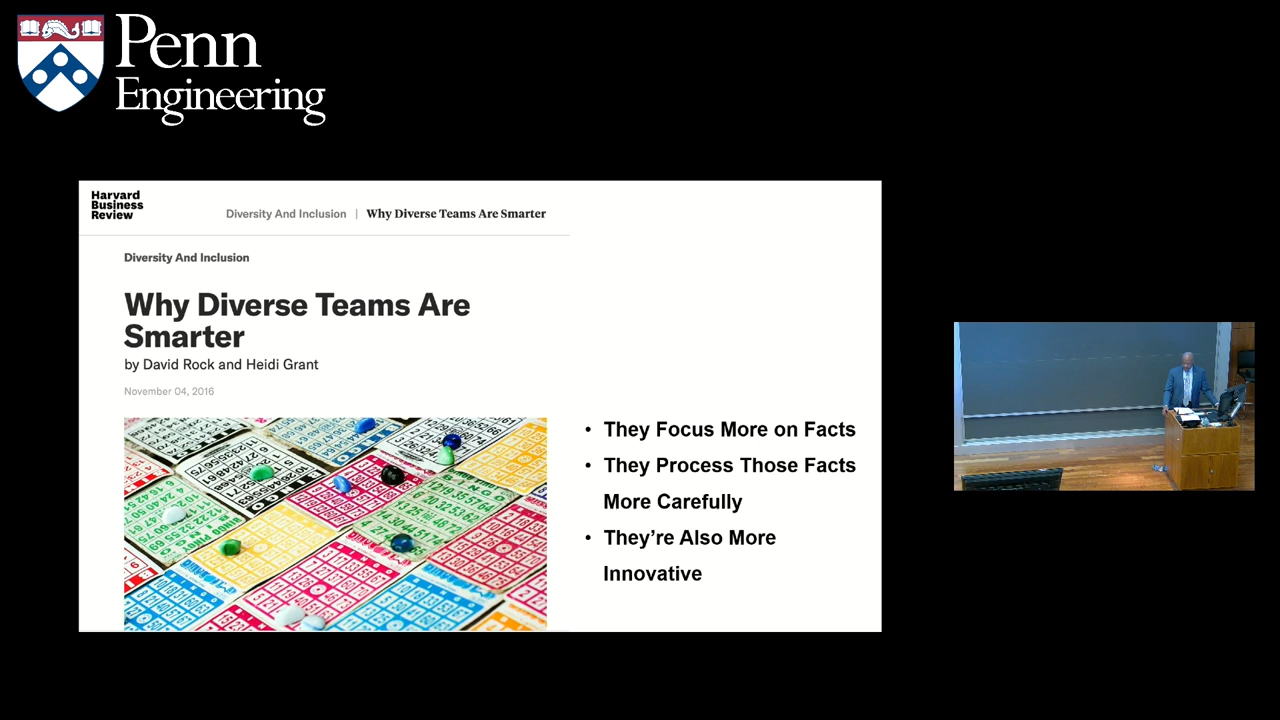 Penn
Engineering
Harvard
Business
Review
Diversity And Inclusion | Why Diverse Teams Are Smarter
Diversity And Inclusion
Why Diverse Teams Are
Smarter
by David Rock and Heidi Grant
November 04, 2016
• They Focus More on Facts
• They Process Those Facts
More Carefully
• They’re Also More
Innovative